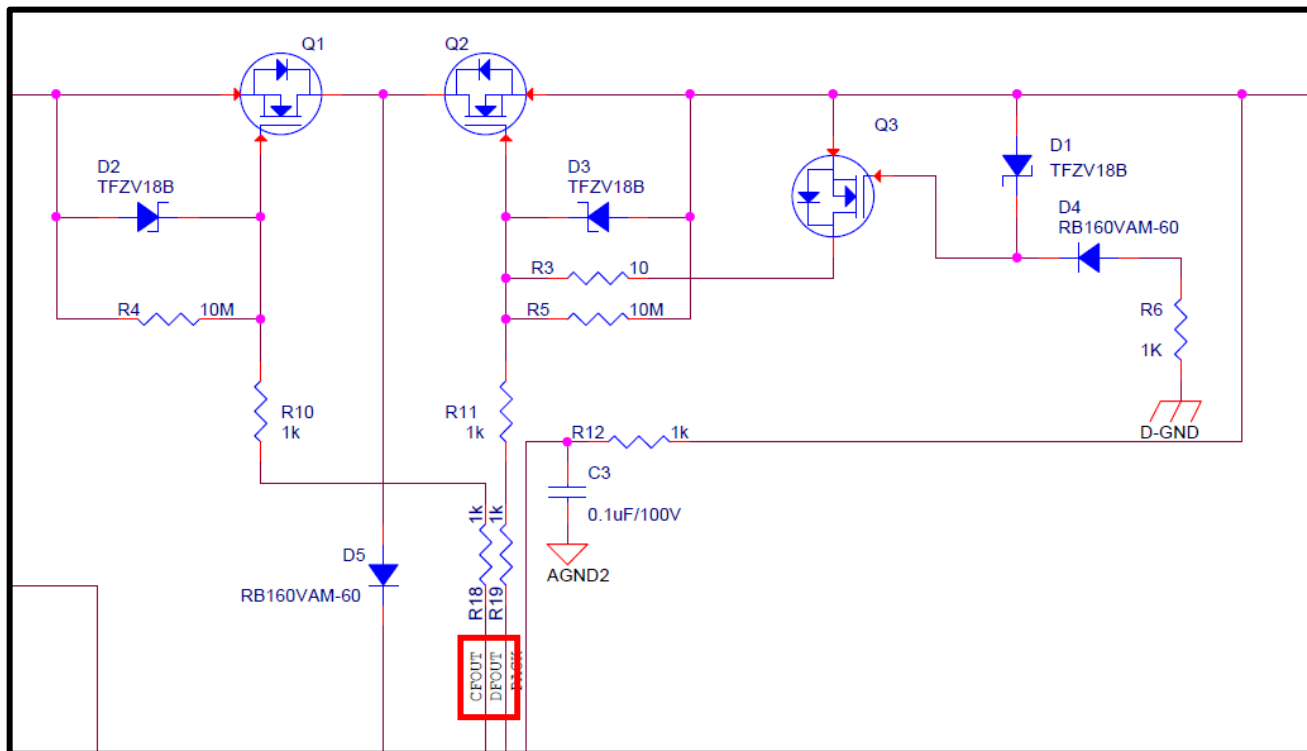 Q1
Q2
Q3
D2
TFZV18B
D3
TFZV18B
D1
TFZV18B
D4
RB160VAM-60
R3 10
R4 10M
R5 10M
R6
1K
R10
1k
R11
1k
R12 1k
D-GND
C3
0.1uF/100V
AGND2
1k
1k
D5
RB160VAM-60
R18
R19
CFOUT
DFOUT